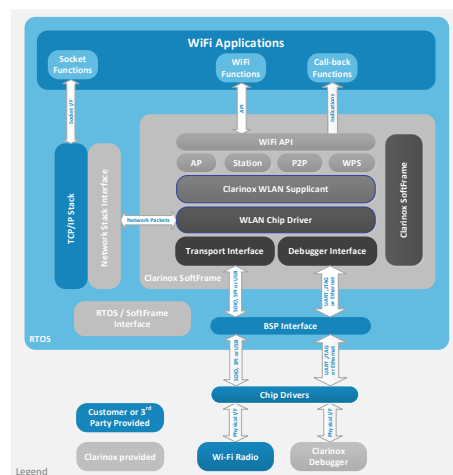 WiFi Applications
Socket
Functions
WiFi
Functions
Call-back
Functions
Socket I/F
API
Indications
WiFi API
AP
Station
P2P
WPS
Clarinox WLAN Supplicant
WLAN Chip Driver
Transport Interface
Debugger Interface
Clarinox SoftFrame
Clarinox SoftFrame
TCP/IP Stack
Network Stack Interface
Network Packets
SDIO, SPI or USB
UART, JTAG
or Ethernet
RTOS / SoftFrame
Interface
BSP Interface
RTOS
SDIO, SPI or USB
UART, JTAG
or Ethernet
Chip Drivers
Physical I/F
Physical I/F
Customer or 3rd
Party Provided
Clarinox provided
Wi-Fi Radio
Clarinox
Debugger
Legend